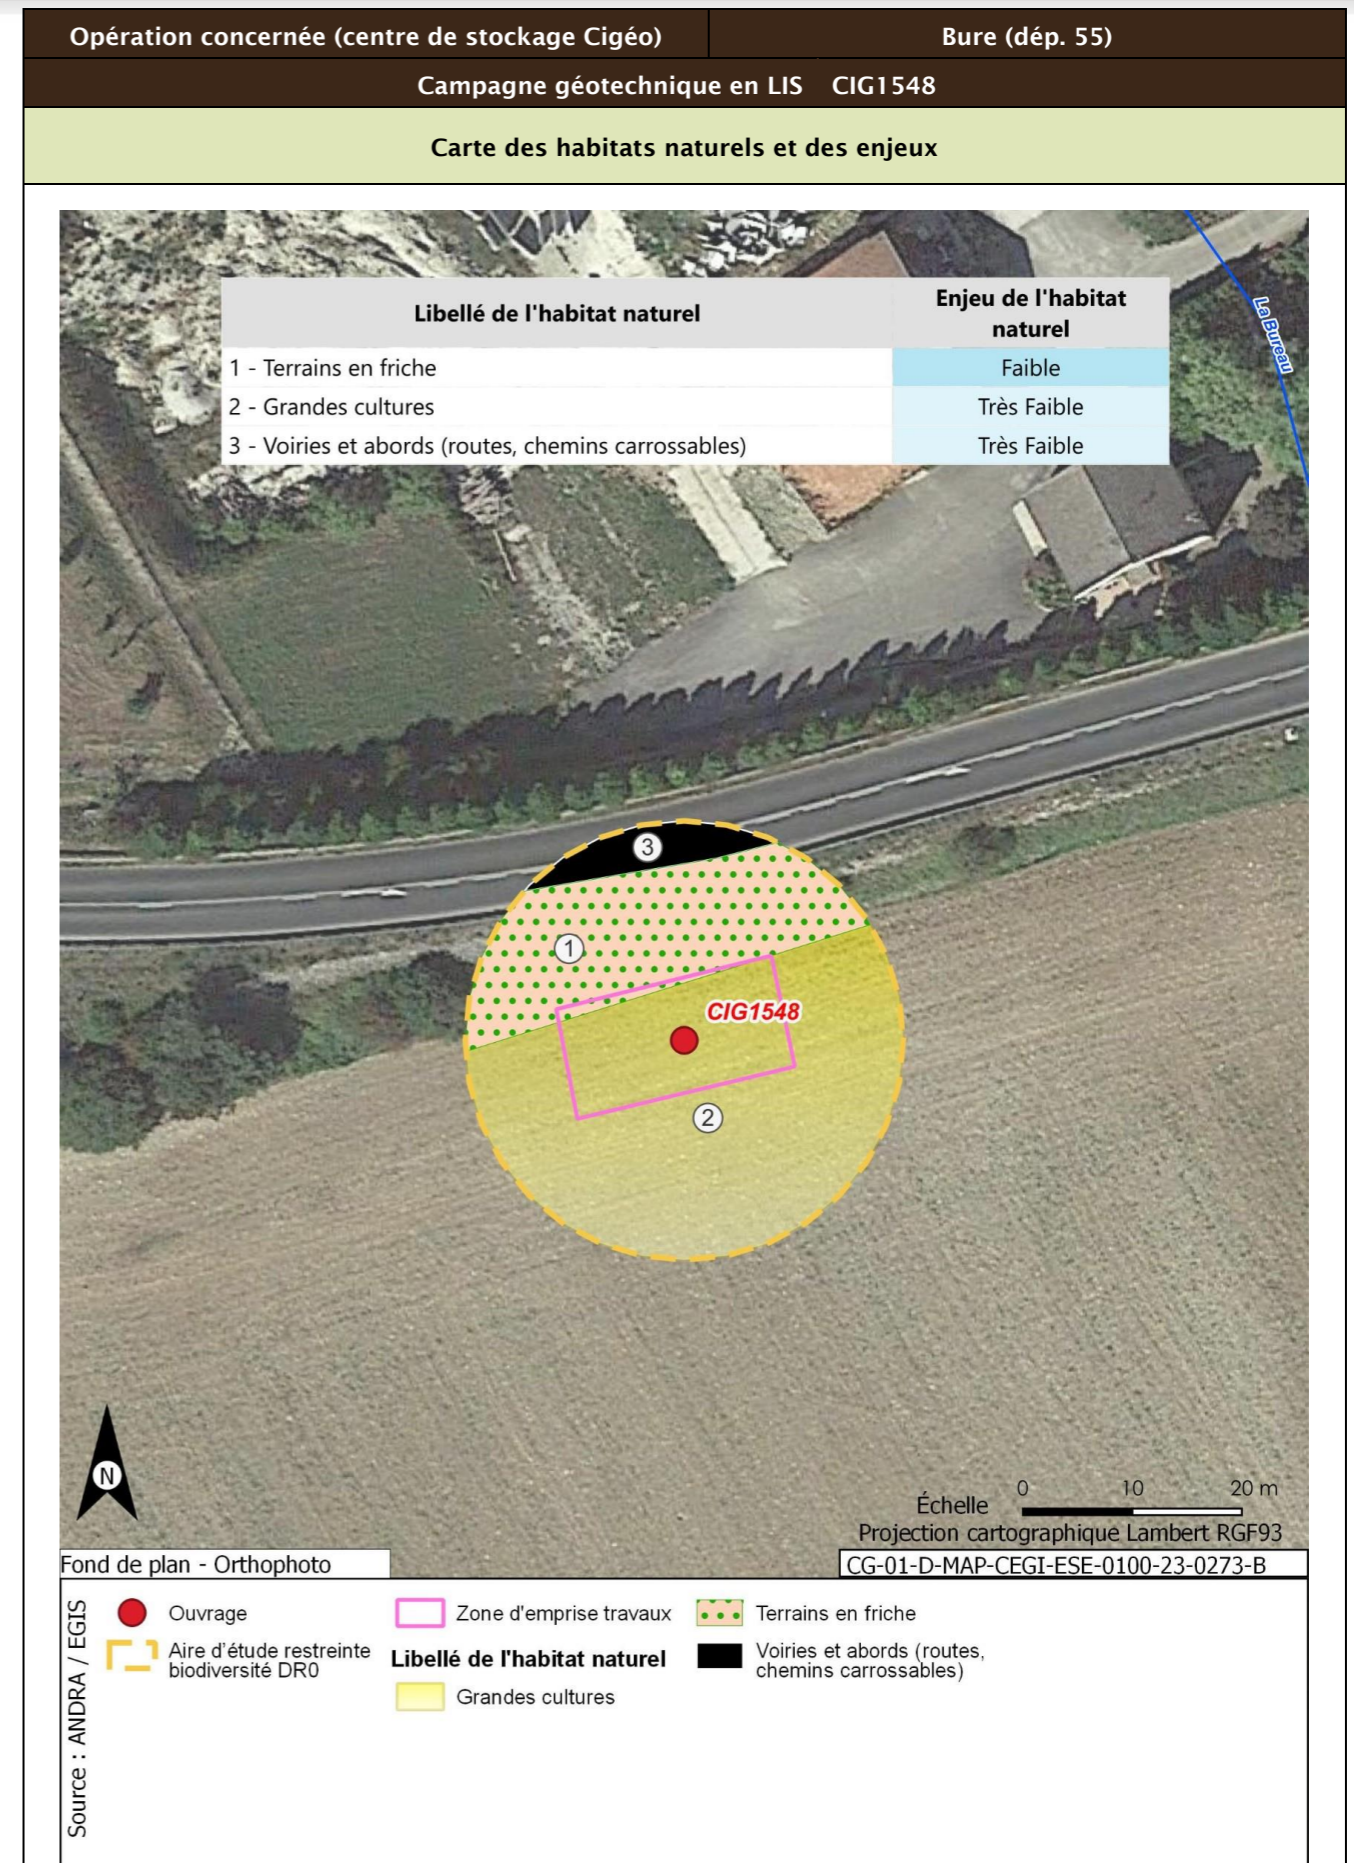 Opération concernée (centre de stockage Cigéo) Bure (dép. 55)
Campagne géotechnique en LIS CIG1548
Carte des habitats naturels et des enjeux
Libellé de l'habitat naturel
Enjeu de l'habitat
naturel
1 - Terrains en friche Faible
2 - Grandes cultures Très Faible
3 - Voiries et abords (routes, chemins carrossables) Très Faible
La Bureau
3
1
CIG1548
2
N
Échelle 0 10 20 m
Projection cartographique Lambert RGF93
Fond de plan - Orthophoto
CG-01-D-MAP-CEGI-ESE-0100-23-0273-B
Source : ANDRA / EGIS
Ouvrage
Aire d'étude restreinte
biodiversité DR0
Zone d'emprise travaux
Libellé de l'habitat naturel
Grandes cultures
Terrains en friche
Voiries et abords (routes,
chemins carrossables)